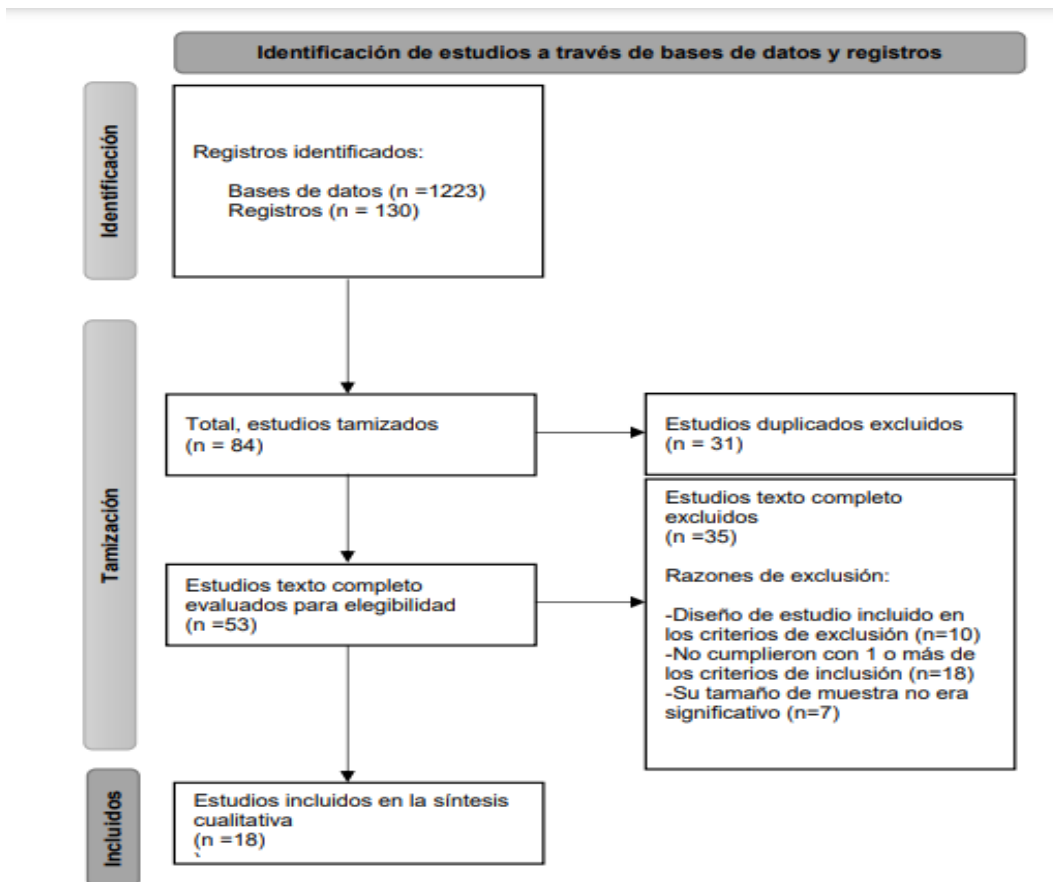 Identificación de estudios a través de bases de datos y registros
Identificación
Registros identificados:
Bases de datos (n =1223)
Registros (n = 130)
Tamización
Total, estudios tamizados
(n = 84)
Estudios duplicados excluidos
(n = 31)
Estudios texto completo
evaluados para elegibilidad
(n =53)
Estudios texto completo
excluidos
(n =35)
Razones de exclusión:
-Diseño de estudio incluido en
los criterios de exclusión (n=10)
-No cumplieron con 1 o más de
los criterios de inclusión (n=18)
-Su tamaño de muestra no era
significativo (n=7)
Incluidos
Estudios incluidos en la síntesis
cualitativa
(n =18)
`